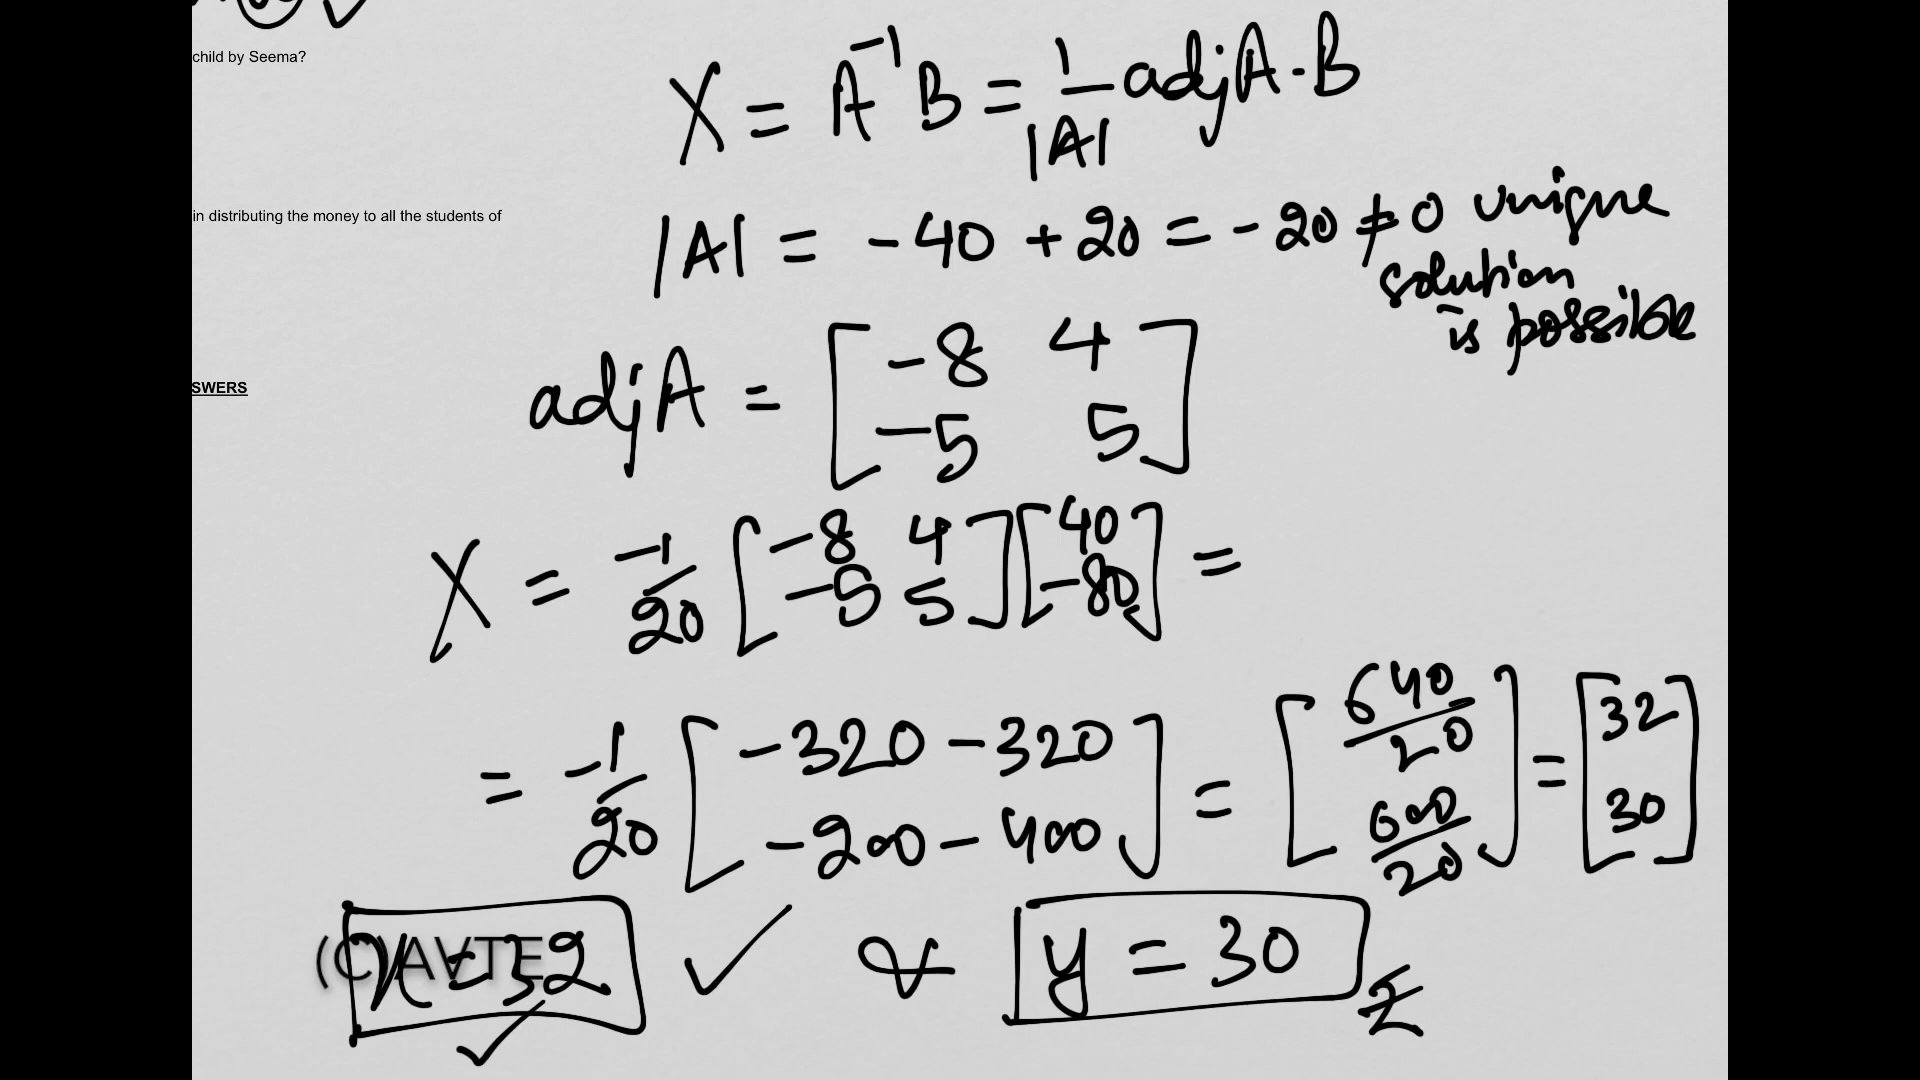 child by Seema?
X = A⁻¹B = 1/|A| adjA·B
in distributing the money to all the students of
|A| = -40 + 20 = -20 ≠ 0 unique
solution
is possible
SWERS
adjA = [-8 4
-5 5]
X = -1/20 [-8 4
-5 5] [40
-80] =
= -1/20 [-320 - 320
-200 - 400] = [640/20
600/20] = [32
30]
(C) AVTE
x = 32 ✓ & y = 30